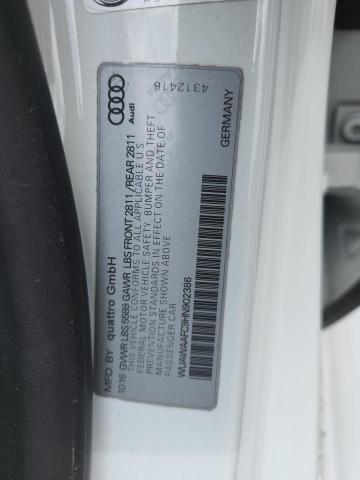 Audi
4312418
MFD BY quattro GmbH
10 16 GVWR LBS 5689 GAWR LBS FRONT 2811 / REAR 2811
THIS VEHICLE CONFORMS TO ALL APPLICABLE U S
FEDERAL MOTOR VEHICLE SAFETY, BUMPER AND THEFT
PREVENTION STANDARDS IN EFFECT ON THE DATE OF
MANUFACTURE SHOWN ABOVE
PASSENGER CAR
WUAWAAFC9HN902386
GERMANY